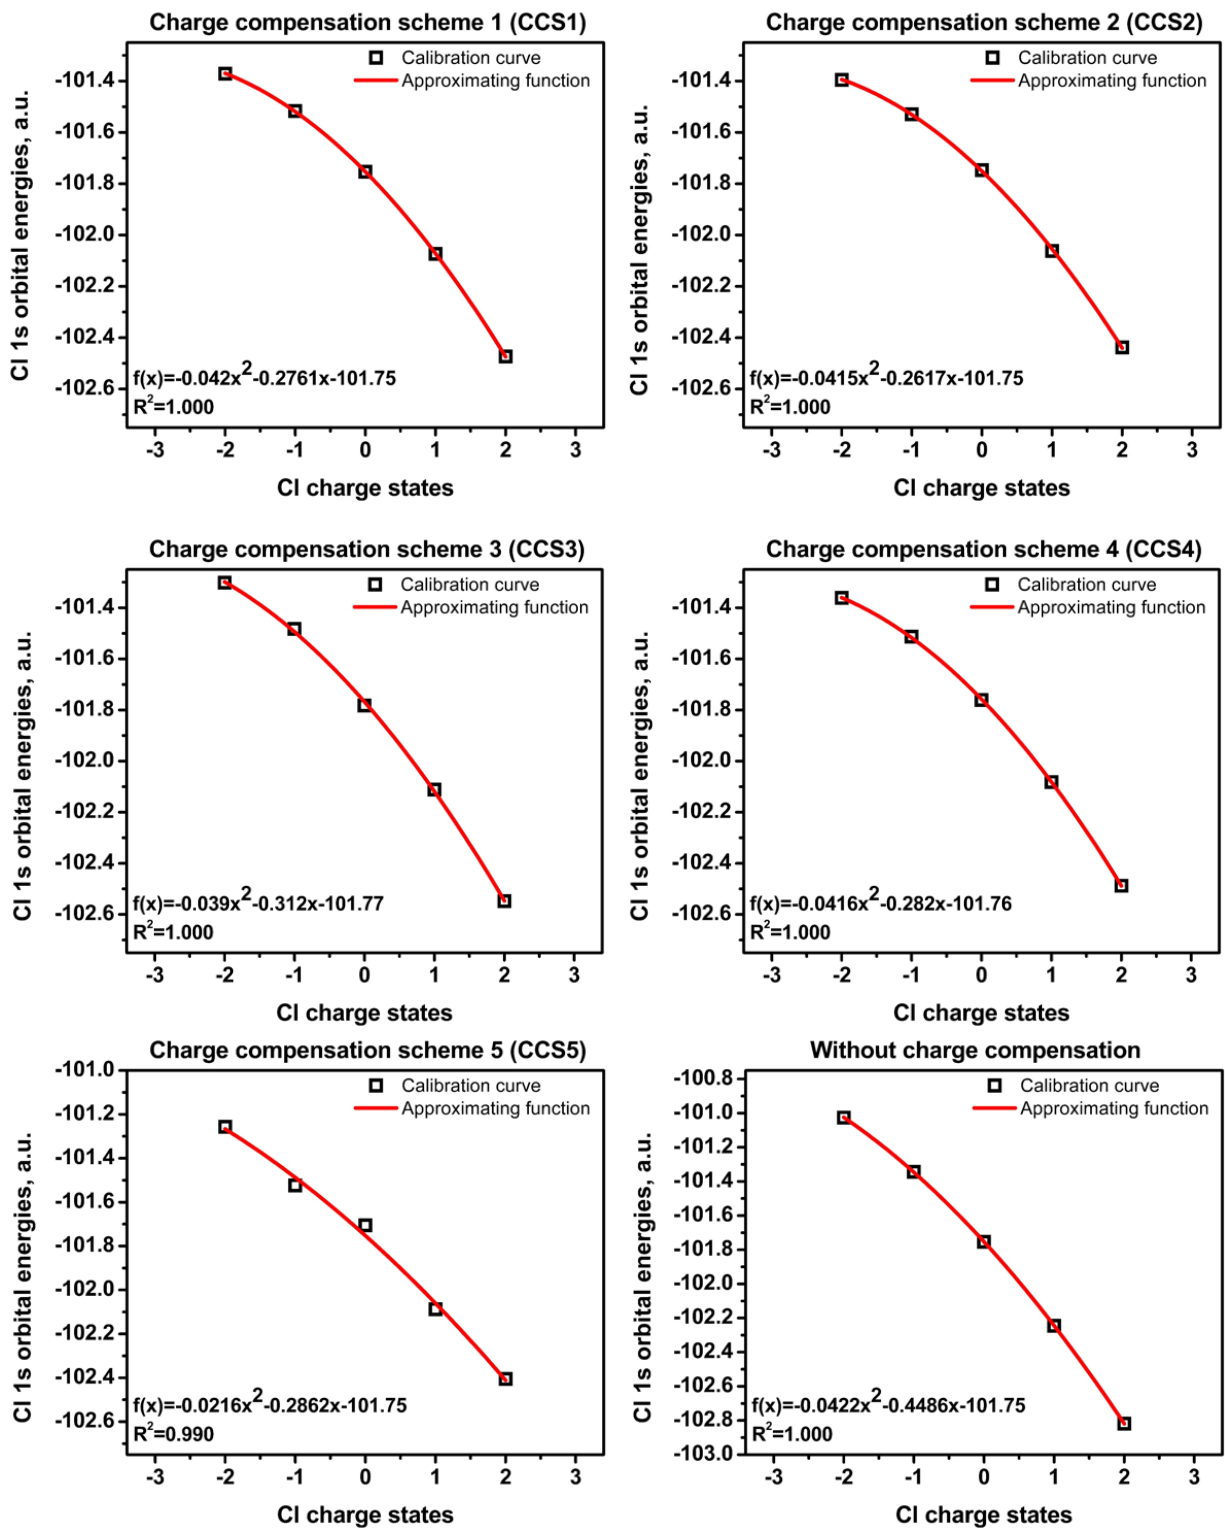 Charge compensation scheme 1 (CCS1)
Cl 1s orbital energies, a.u.
-101.4
-101.6
-101.8
-102.0
-102.2
-102.4
-102.6
Calibration curve
Approximating function
f(x)=-0.042x²-0.2761x-101.75
R²=1.000
-3 -2 -1 0 1 2 3
Cl charge states
Charge compensation scheme 2 (CCS2)
Cl 1s orbital energies, a.u.
-101.4
-101.6
-101.8
-102.0
-102.2
-102.4
-102.6
Calibration curve
Approximating function
f(x)=-0.0415x²-0.2617x-101.75
R²=1.000
-3 -2 -1 0 1 2 3
Cl charge states
Charge compensation scheme 3 (CCS3)
Cl 1s orbital energies, a.u.
-101.4
-101.6
-101.8
-102.0
-102.2
-102.4
-102.6
Calibration curve
Approximating function
f(x)=-0.039x²-0.312x-101.77
R²=1.000
-3 -2 -1 0 1 2 3
Cl charge states
Charge compensation scheme 4 (CCS4)
Cl 1s orbital energies, a.u.
-101.4
-101.6
-101.8
-102.0
-102.2
-102.4
-102.6
Calibration curve
Approximating function
f(x)=-0.0416x²-0.282x-101.76
R²=1.000
-3 -2 -1 0 1 2 3
Cl charge states
Charge compensation scheme 5 (CCS5)
Cl 1s orbital energies, a.u.
-101.0
-101.2
-101.4
-101.6
-101.8
-102.0
-102.2
-102.4
-102.6
Calibration curve
Approximating function
f(x)=-0.0216x²-0.2862x-101.75
R²=0.990
-3 -2 -1 0 1 2 3
Cl charge states
Without charge compensation
Cl 1s orbital energies, a.u.
-100.8
-101.0
-101.2
-101.4
-101.6
-101.8
-102.0
-102.2
-102.4
-102.6
-102.8
-103.0
Calibration curve
Approximating function
f(x)=-0.0422x²-0.4486x-101.75
R²=1.000
-3 -2 -1 0 1 2 3
Cl charge states